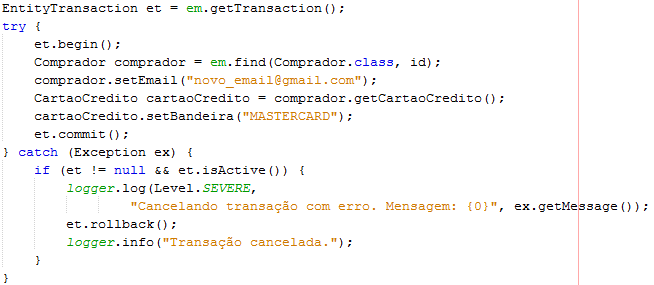 EntityTransaction et = em.getTransaction();
try {
    et.begin();
    Comprador comprador = em.find(Comprador.class, id);
    comprador.setEmail("novo_email@gmail.com");
    CartaoCredito cartaoCredito = comprador.getCartaoCredito();
    cartaoCredito.setBandeira("MASTERCARD");
    et.commit();
} catch (Exception ex) {
    if (et != null && et.isActive()) {
        logger.log(Level.SEVERE,
                "Cancelando transação com erro. Mensagem: {0}", ex.getMessage());
        et.rollback();
        logger.info("Transação cancelada.");
    }
}